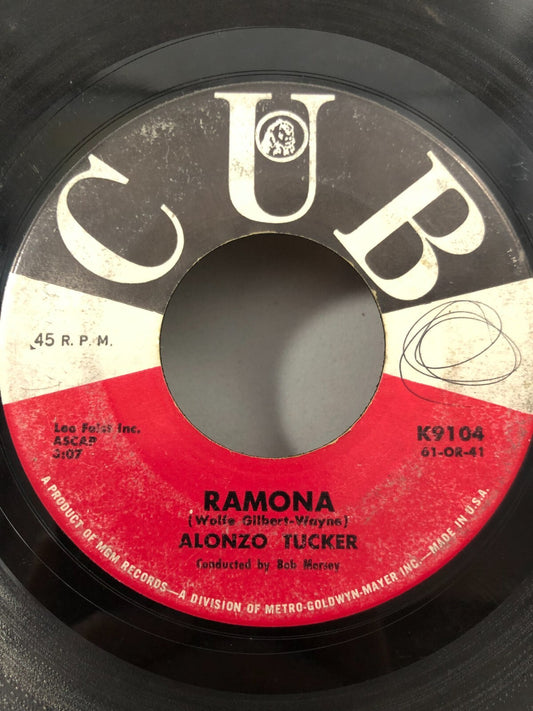 CUB
T.M.
45 R. P. M.
Leo Feist Inc.
ASCAP
3:07
K9104
61-OR-41
RAMONA
(Wolfe Gilbert-Wayne)
ALONZO TUCKER
Conducted by Bob Mersey
A PRODUCT OF MGM RECORDS—A DIVISION OF METRO-GOLDWYN-MAYER INC.—MADE IN U.S.A.